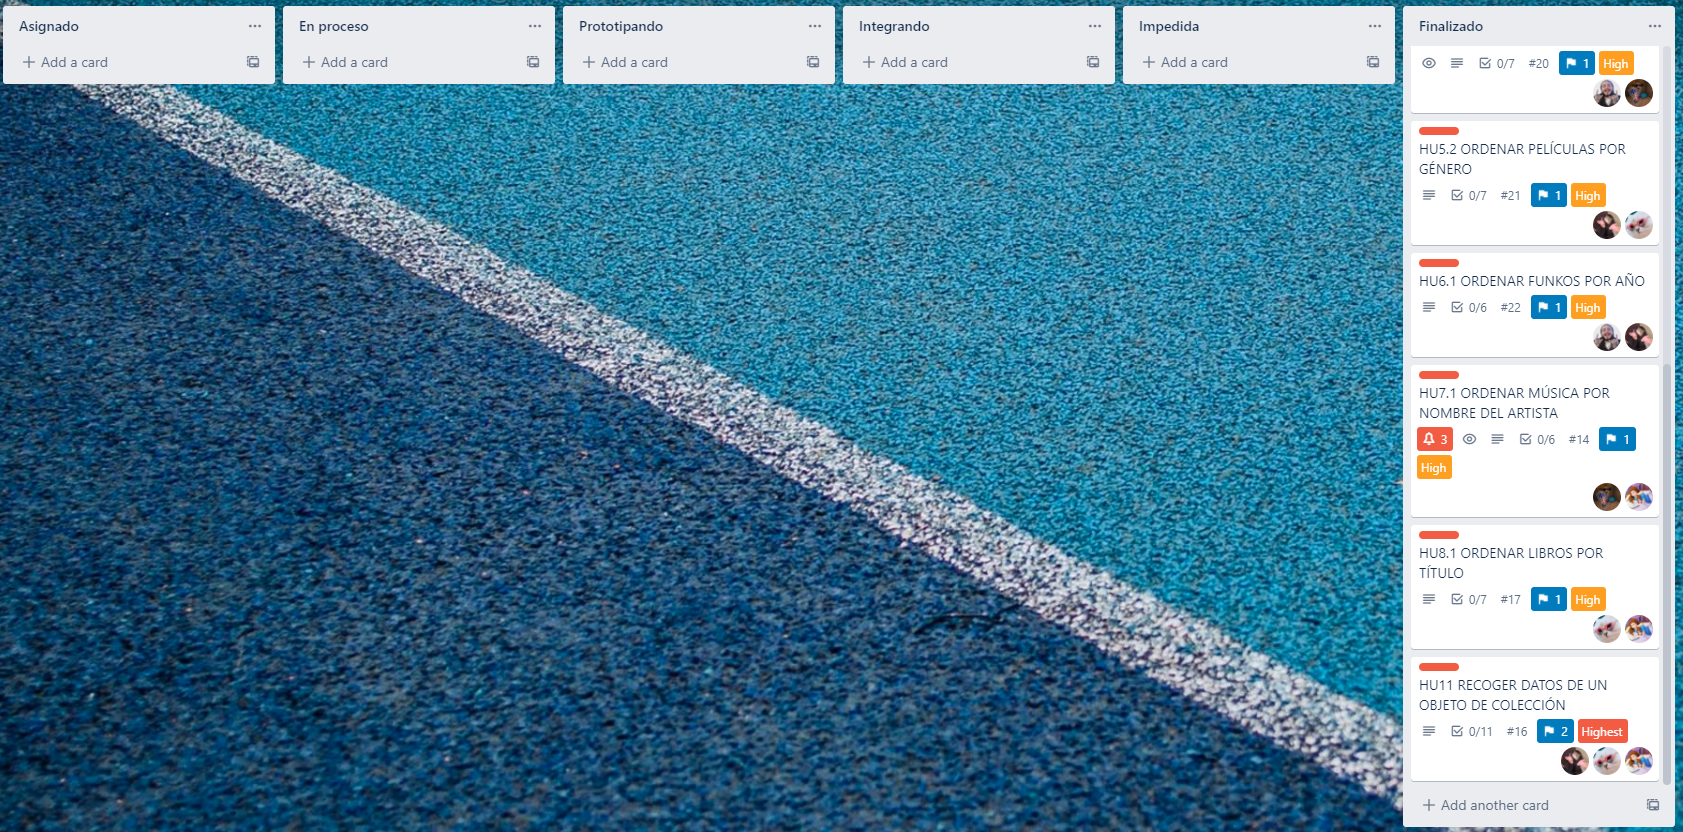 Asignado
Add a card
En proceso
Add a card
Prototipando
Add a card
Integrando
Add a card
Impedida
Add a card
Finalizado
0/7 #20 1 High
HU5.2 ORDENAR PELÍCULAS POR
GÉNERO
0/7 #21 1 High
HU6.1 ORDENAR FUNKOS POR AÑO
0/6 #22 1 High
HU7.1 ORDENAR MÚSICA POR
NOMBRE DEL ARTISTA
3 0/6 #14 1
High
HU8.1 ORDENAR LIBROS POR
TÍTULO
0/7 #17 1 High
HU11 RECOGER DATOS DE UN
OBJETO DE COLECCIÓN
0/11 #16 2 Highest
Add another card